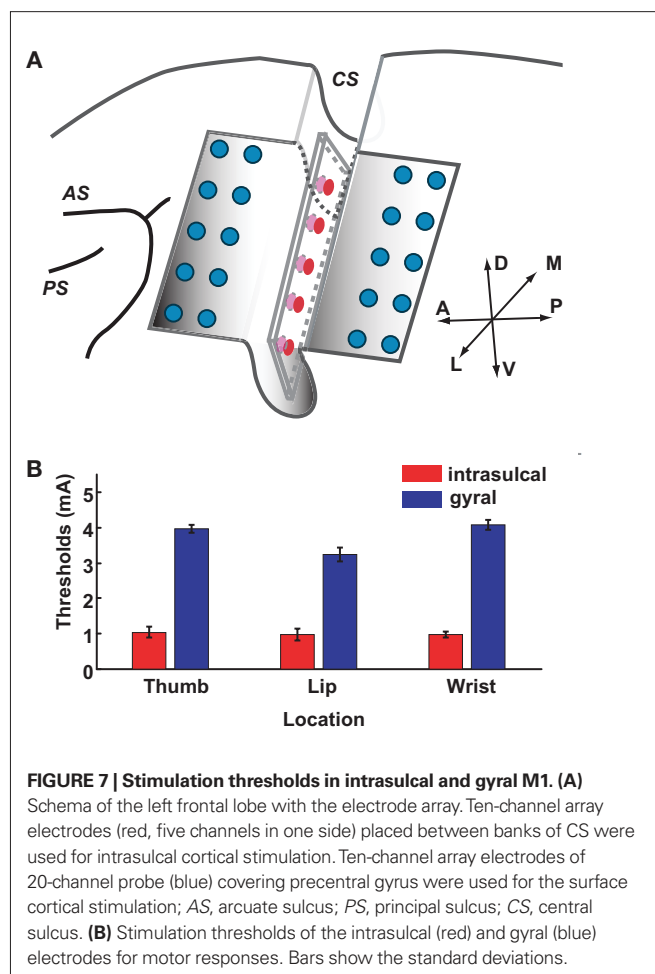 A
CS
AS
PS
D
M
A
P
L
V
B
intrasulcal
gyral
Thresholds (mA)
5
4
3
2
1
0
Thumb
Lip
Wrist
Location
FIGURE 7 | Stimulation thresholds in intrasulcal and gyral M1. (A)
Schema of the left frontal lobe with the electrode array. Ten-channel array
electrodes (red, five channels in one side) placed between banks of CS were
used for intrasulcal cortical stimulation. Ten-channel array electrodes of
20-channel probe (blue) covering precentral gyrus were used for the surface
cortical stimulation; AS, arcuate sulcus; PS, principal sulcus; CS, central
sulcus. (B) Stimulation thresholds of the intrasulcal (red) and gyral (blue)
electrodes for motor responses. Bars show the standard deviations.